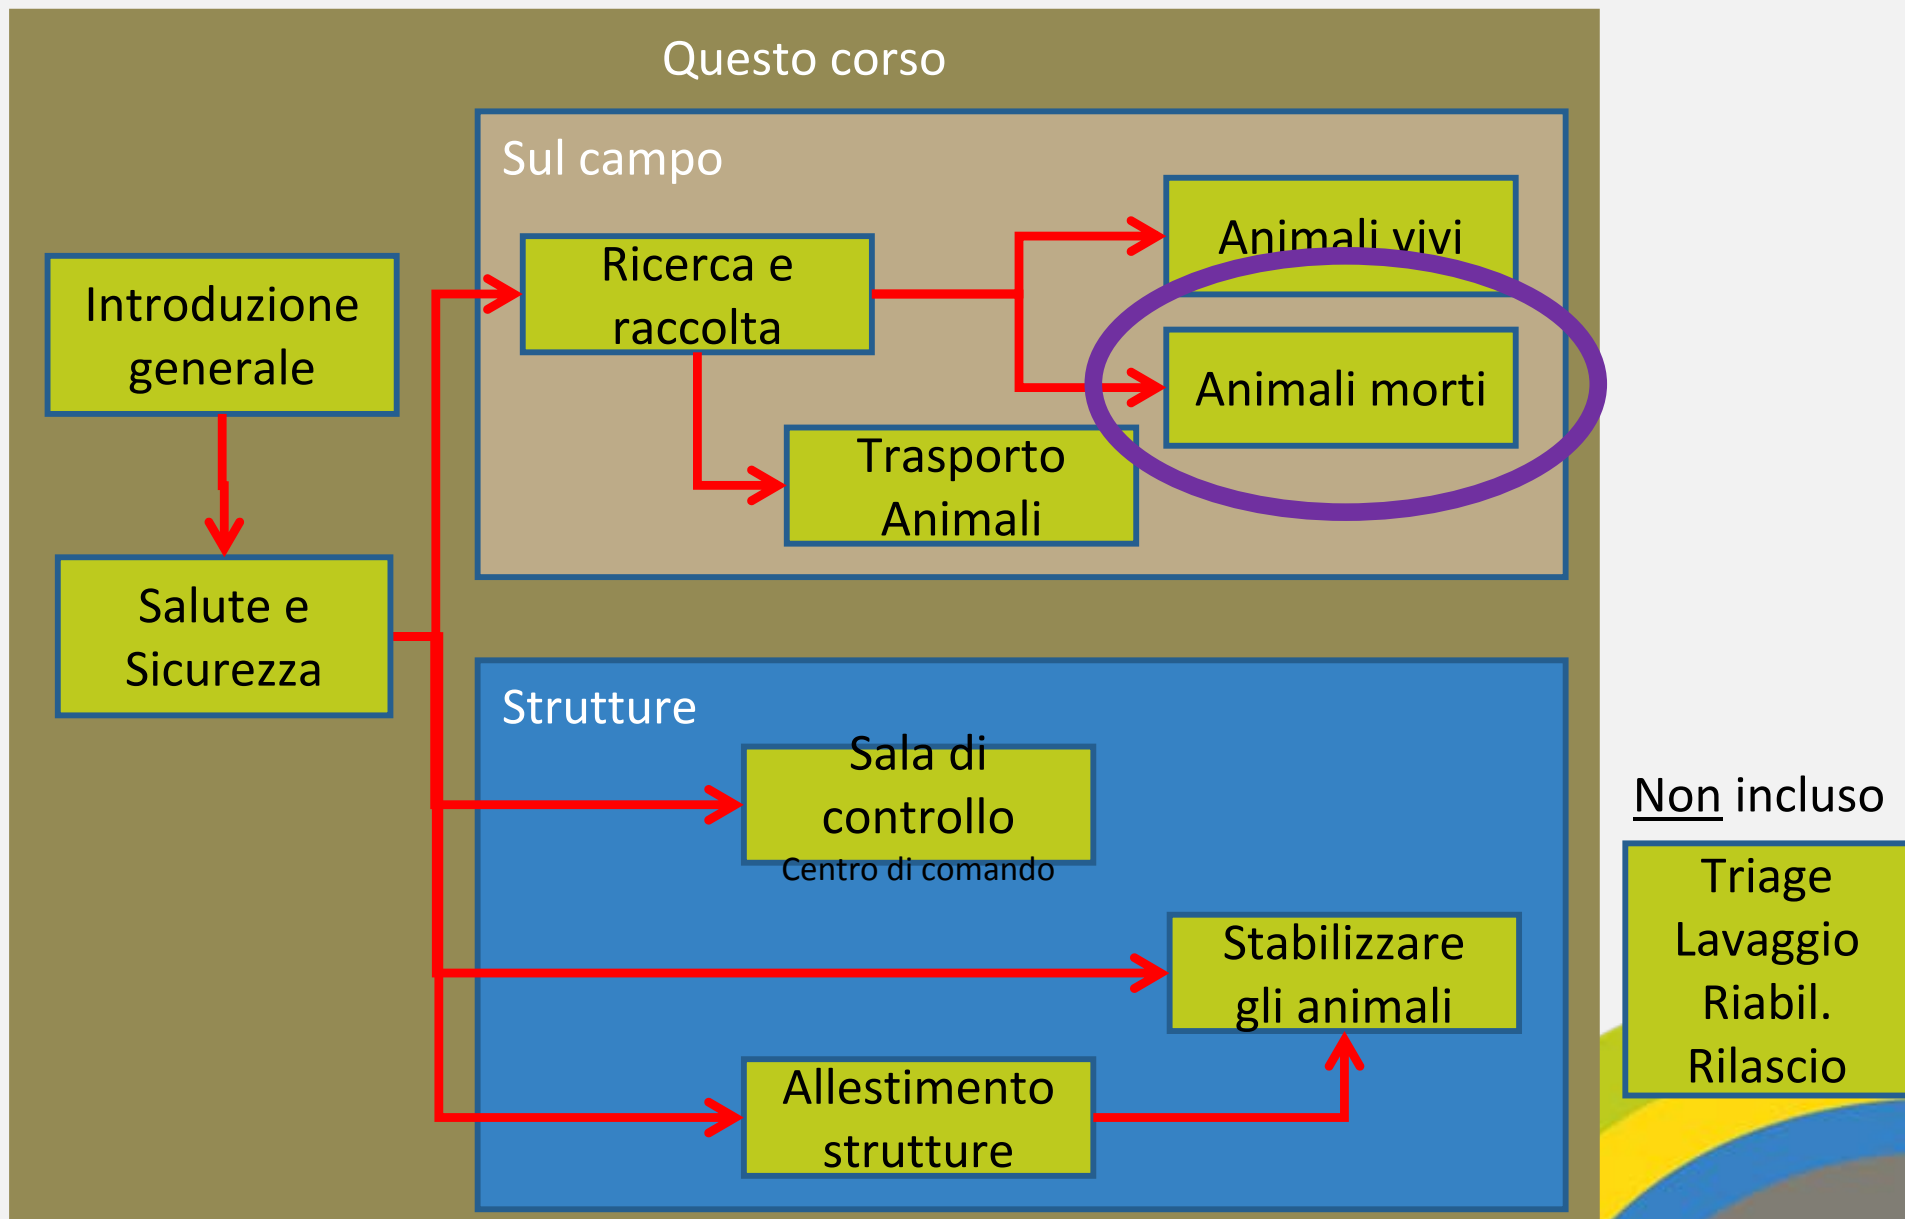 Questo corso
Sul campo
Animali vivi
Ricerca e
raccolta
Introduzione
generale
Animali morti
Trasporto
Animali
Salute e
Sicurezza
Strutture
Sala di
controllo
Centro di comando
Non incluso
Triage
Lavaggio
Riabil.
Rilascio
Stabilizzare
gli animali
Allestimento
strutture